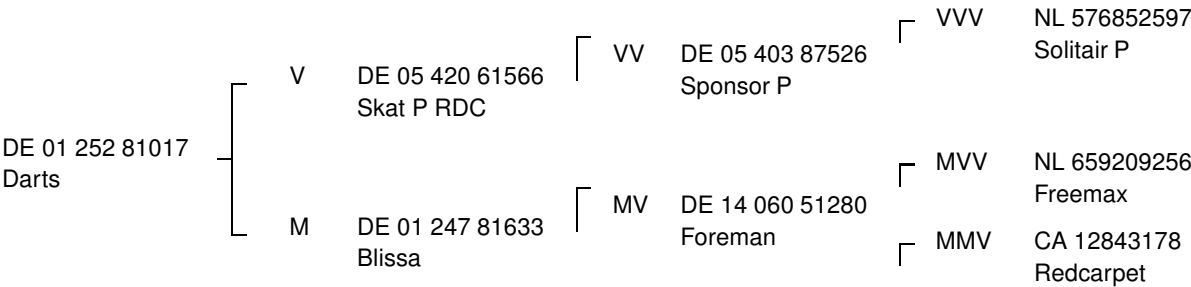 DE 01 252 81017
Darts
V DE 05 420 61566
Skat P RDC
M DE 01 247 81633
Blissa
VV DE 05 403 87526
Sponsor P
MV DE 14 060 51280
Foreman
VVV NL 576852597
Solitair P
MVV NL 659209256
Freemax
MMV CA 12843178
Redcarpet